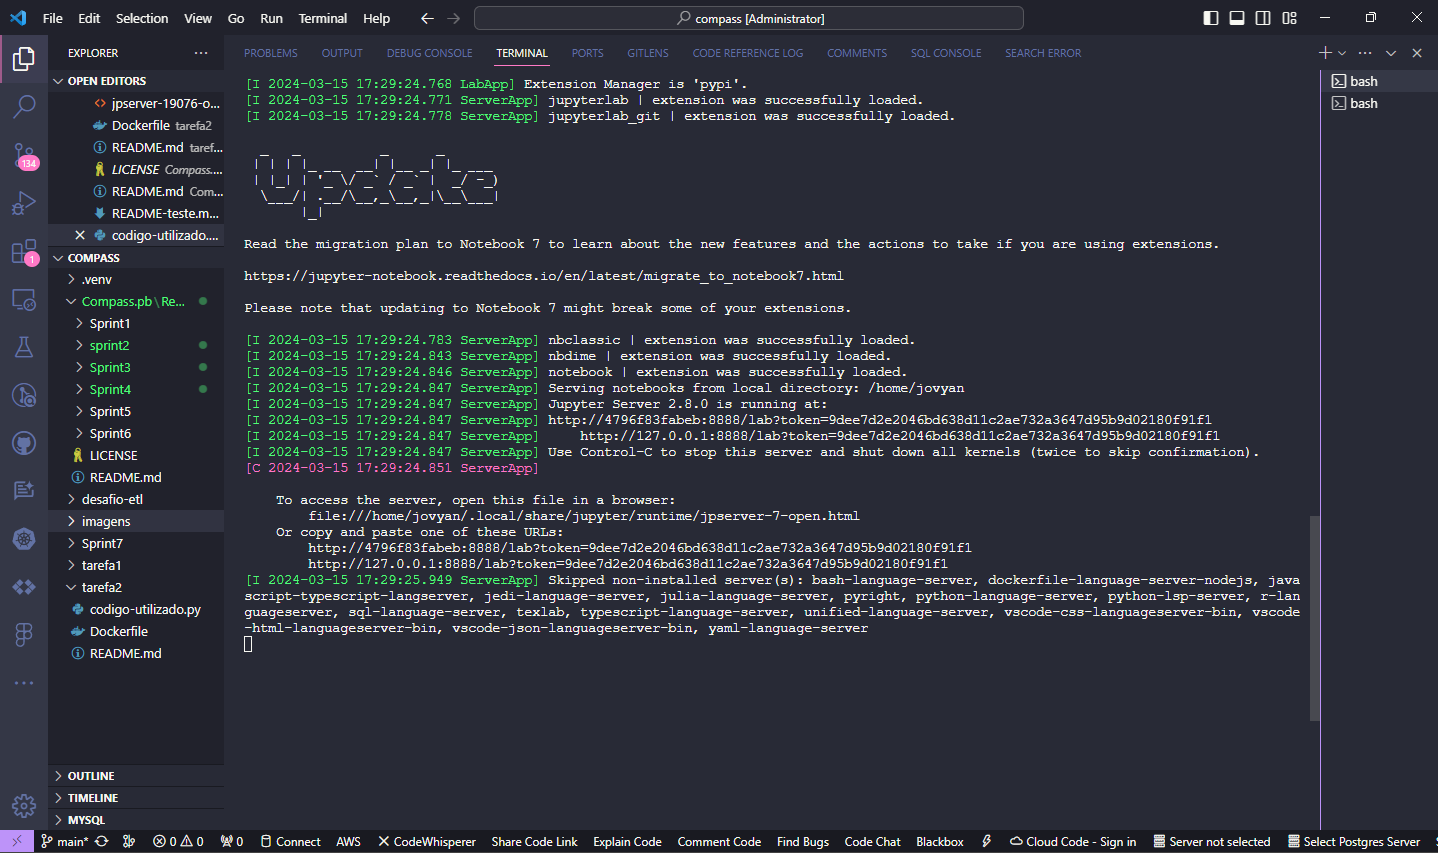 File Edit Selection View Go Run Terminal Help
compass [Administrator]
EXPLORER
OPEN EDITORS
jpserver-19076-o...
Dockerfile tarefa2
README.md taref...
LICENSE Compass....
README.md Com...
README-teste.m...
codigo-utilizado....
COMPASS
.venv
Compass.pb\Re...
Sprint1
sprint2
Sprint3
Sprint4
Sprint5
Sprint6
LICENSE
README.md
desafio-etl
imagens
Sprint7
tarefa1
tarefa2
codigo-utilizado.py
Dockerfile
README.md
OUTLINE
TIMELINE
MYSQL
134
1
PROBLEMS OUTPUT DEBUG CONSOLE TERMINAL PORTS GITLENS CODE REFERENCE LOG COMMENTS SQL CONSOLE SEARCH ERROR
[I 2024-03-15 17:29:24.768 LabApp] Extension Manager is 'pypi'.
[I 2024-03-15 17:29:24.771 ServerApp] jupyterlab | extension was successfully loaded.
[I 2024-03-15 17:29:24.778 ServerApp] jupyterlab_git | extension was successfully loaded.
Update
Read the migration plan to Notebook 7 to learn about the new features and the actions to take if you are using extensions.
https://jupyter-notebook.readthedocs.io/en/latest/migrate_to_notebook7.html
Please note that updating to Notebook 7 might break some of your extensions.
[I 2024-03-15 17:29:24.783 ServerApp] nbclassic | extension was successfully loaded.
[I 2024-03-15 17:29:24.843 ServerApp] nbdime | extension was successfully loaded.
[I 2024-03-15 17:29:24.846 ServerApp] notebook | extension was successfully loaded.
[I 2024-03-15 17:29:24.847 ServerApp] Serving notebooks from local directory: /home/jovyan
[I 2024-03-15 17:29:24.847 ServerApp] Jupyter Server 2.8.0 is running at:
[I 2024-03-15 17:29:24.847 ServerApp] http://4796f83fabeb:8888/lab?token=9dee7d2e2046bd638d11c2ae732a3647d95b9d02180f91f1
[I 2024-03-15 17:29:24.847 ServerApp]     http://127.0.0.1:8888/lab?token=9dee7d2e2046bd638d11c2ae732a3647d95b9d02180f91f1
[I 2024-03-15 17:29:24.847 ServerApp] Use Control-C to stop this server and shut down all kernels (twice to skip confirmation).
[C 2024-03-15 17:29:24.851 ServerApp]
To access the server, open this file in a browser:
file:///home/jovyan/.local/share/jupyter/runtime/jpserver-7-open.html
Or copy and paste one of these URLs:
http://4796f83fabeb:8888/lab?token=9dee7d2e2046bd638d11c2ae732a3647d95b9d02180f91f1
http://127.0.0.1:8888/lab?token=9dee7d2e2046bd638d11c2ae732a3647d95b9d02180f91f1
[I 2024-03-15 17:29:25.949 ServerApp] Skipped non-installed server(s): bash-language-server, dockerfile-language-server-nodejs, java
script-typescript-langserver, jedi-language-server, julia-language-server, pyright, python-language-server, python-lsp-server, r-lan
guageserver, sql-language-server, texlab, typescript-language-server, unified-language-server, vscode-css-languageserver-bin, vscode
-html-languageserver-bin, vscode-json-languageserver-bin, yaml-language-server
bash
bash
main* 0 0 0 Connect AWS CodeWhisperer Share Code Link Explain Code Comment Code Find Bugs Code Chat Blackbox Cloud Code - Sign in Server not selected Select Postgres Server